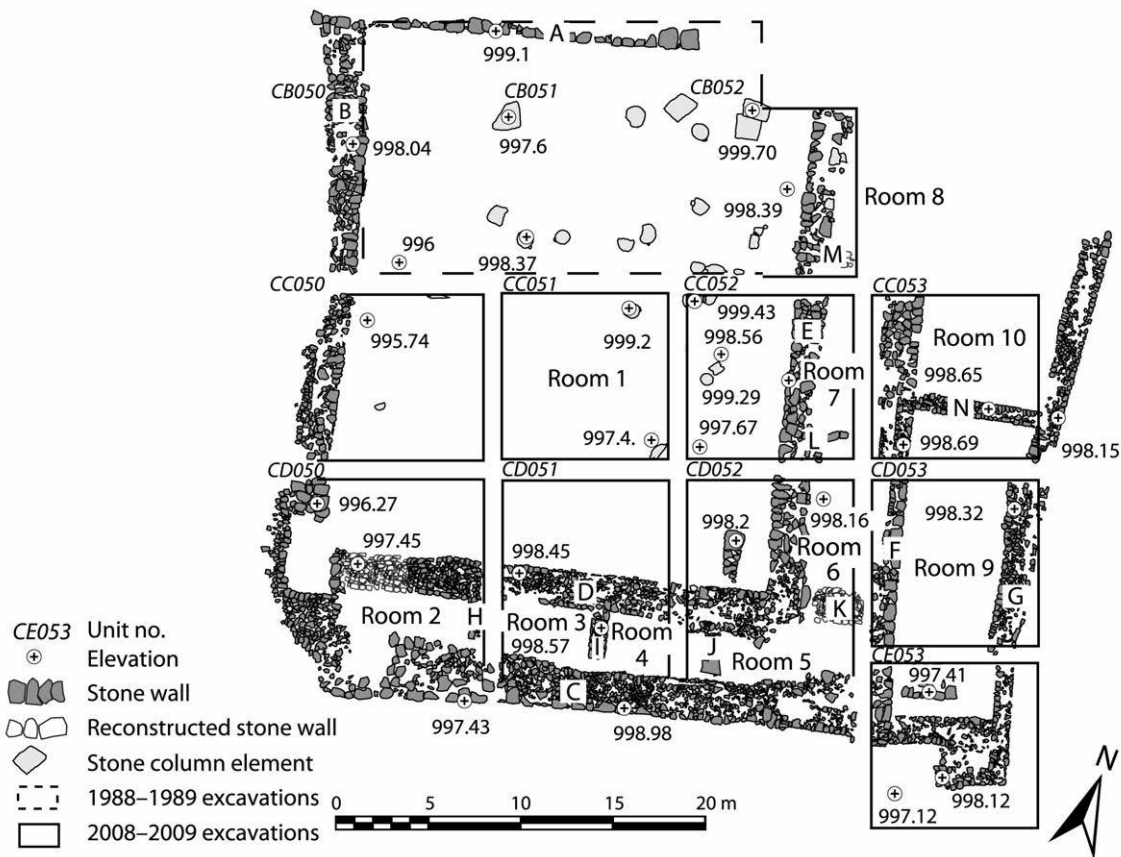 A
999.1
CB050
CB051
CB052
B
997.6
999.70
998.04
998.39
Room 8
M
996
998.37
CC050
CC051
CC052
CC053
995.74
999.2
999.43
998.56
E
Room 10
Room 1
Room
7
998.65
999.29
N
997.4.
997.67
L
998.69
998.15
CD050
CD051
CD052
CD053
996.27
998.2
998.16
998.32
997.45
998.45
Room
6
F
Room 9
D
K
G
Room 2
H
Room 3
Room
4
I
J
Room 5
998.57
C
CE053
997.41
997.43
998.98
997.12
998.12
CE053 Unit no.
Elevation
Stone wall
Reconstructed stone wall
Stone column element
1988–1989 excavations
2008–2009 excavations
0 5 10 15 20 m
N